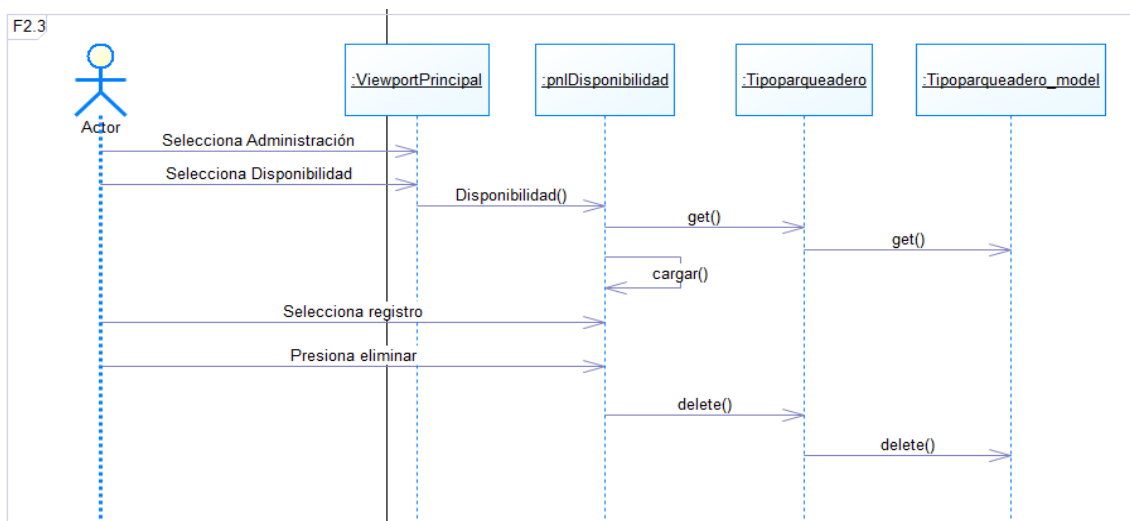 F2.3
:ViewportPrincipal
:pnlDisponibilidad
:Tipoparqueadero
:Tipoparqueadero_model
Actor
Selecciona Administración
Selecciona Disponibilidad
Disponibilidad()
get()
get()
cargar()
Selecciona registro
Presiona eliminar
delete()
delete()